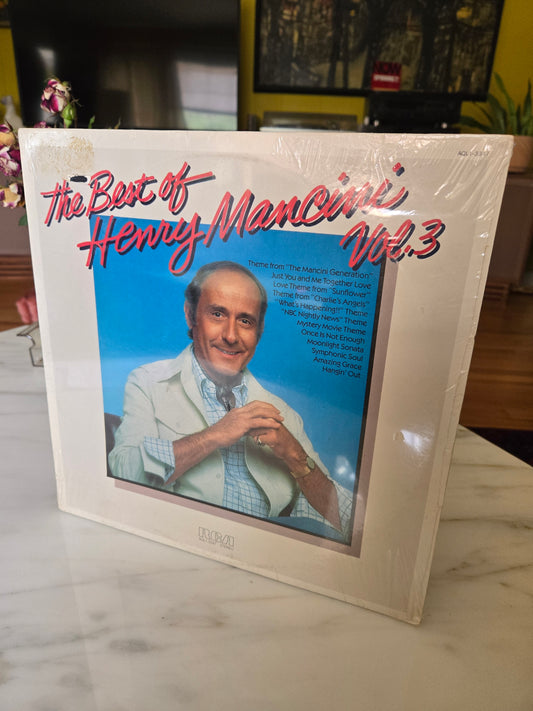 The Best of
Henry Mancini
Vol.3
Theme from "The Mancini Generation"
Just You and Me Together Love
Love Theme from "Sunflower"
Theme from "Charlie's Angels"
"What's Happening!!" Theme
"NBC Nightly News" Theme
Mystery Movie Theme
Once Is Not Enough
Moonlight Sonata
Symphonic Soul
Amazing Grace
Hangin' Out
RCA